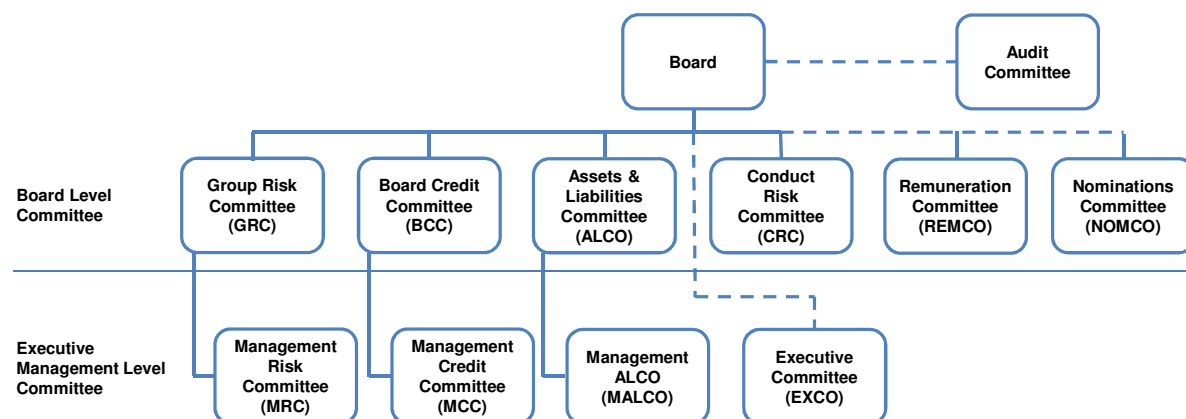 Board
Audit
Committee
Board Level
Committee
Group Risk
Committee
(GRC)
Board Credit
Committee
(BCC)
Assets &
Liabilities
Committee
(ALCO)
Conduct
Risk
Committee
(CRC)
Remuneration
Committee
(REMCO)
Nominations
Committee
(NOMCO)
Executive
Management Level
Committee
Management
Risk
Committee
(MRC)
Management
Credit
Committee
(MCC)
Management
ALCO
(MALCO)
Executive
Committee
(EXCO)